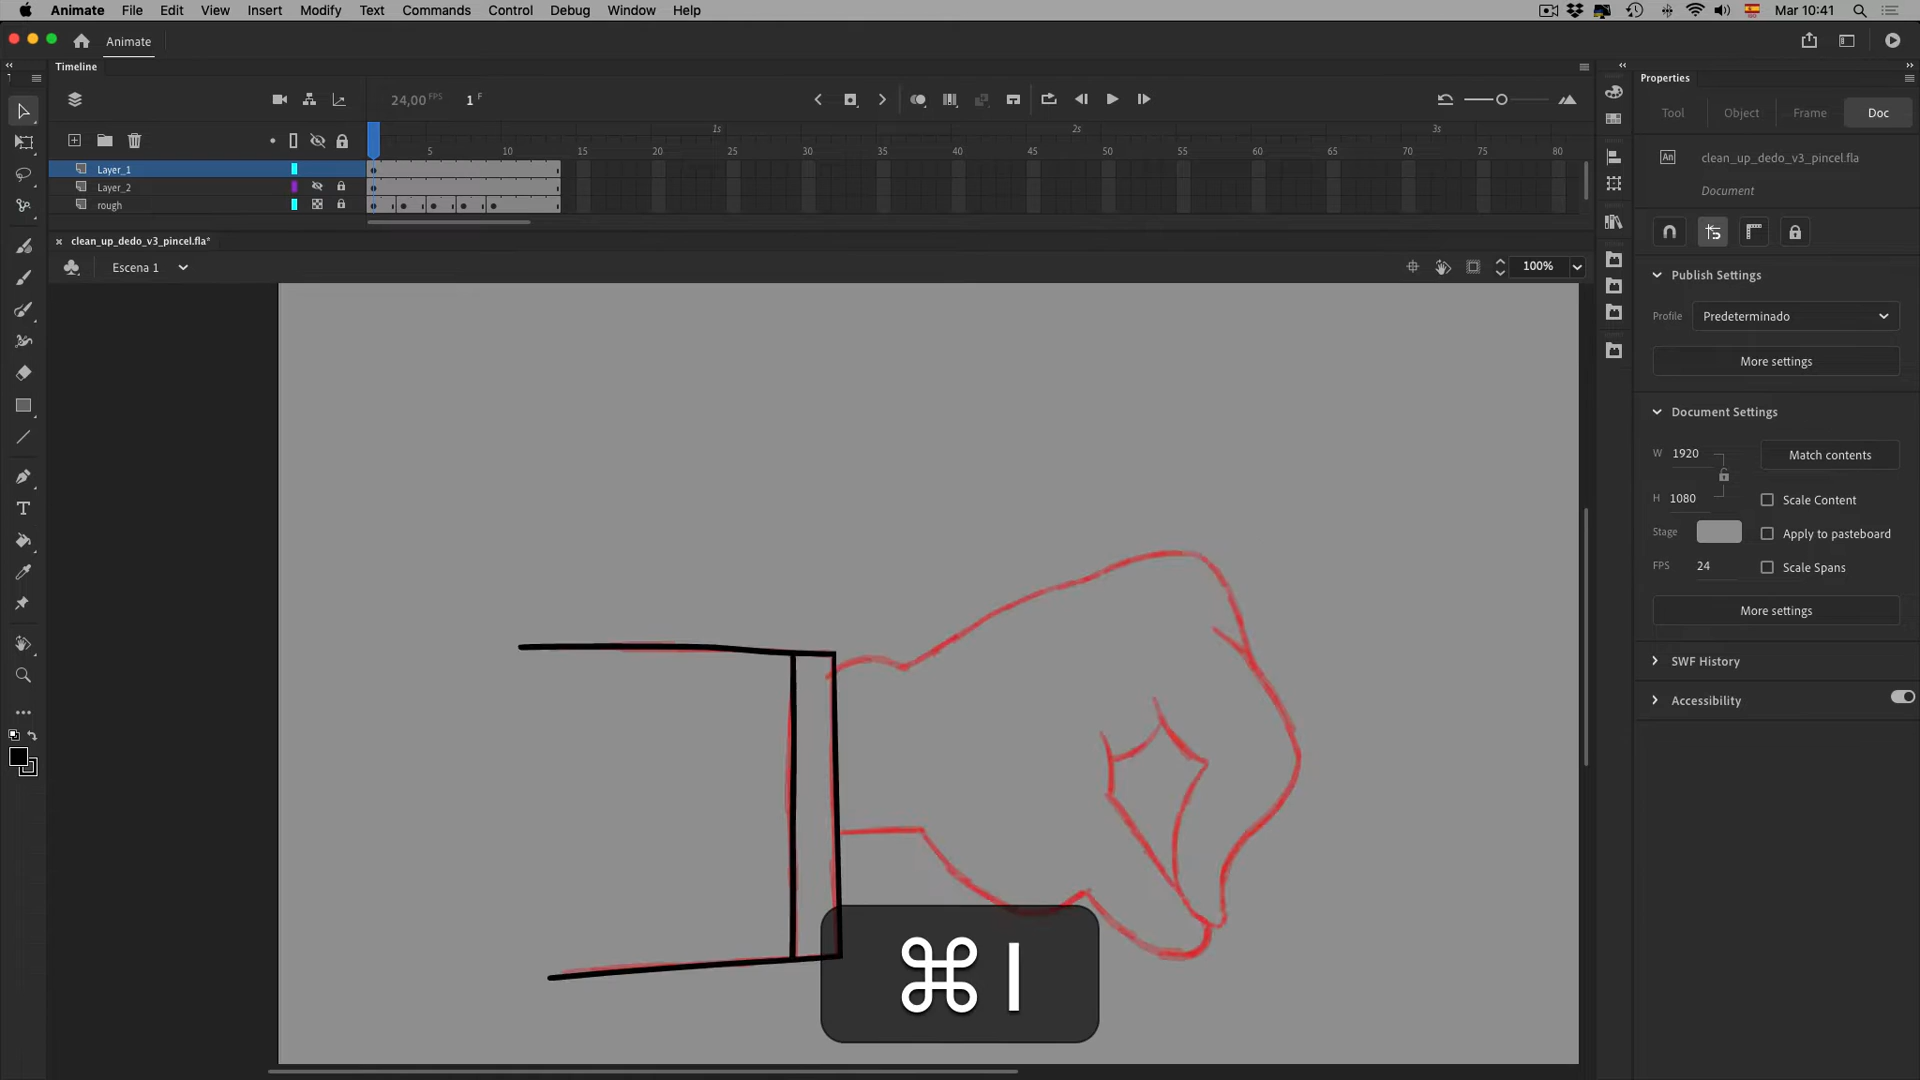 Animate File Edit View Insert Modify Text Commands Control Debug Window Help Mar 10:41
Animate
Timeline
24,00 FPS 1 F
1s 2s 3s
5 10 15 20 25 30 35 40 45 50 55 60 65 70 75 80
Layer_1
Layer_2
rough
clean_up_dedo_v3_pincel.fla*
Escena 1 100%
⌘ I
Properties
Tool Object Frame Doc
An clean_up_dedo_v3_pincel.fla
Document
Publish Settings
Profile Predeterminado
More settings
Document Settings
W 1920 Match contents
H 1080 Scale Content
Stage Apply to pasteboard
FPS 24 Scale Spans
More settings
SWF History
Accessibility